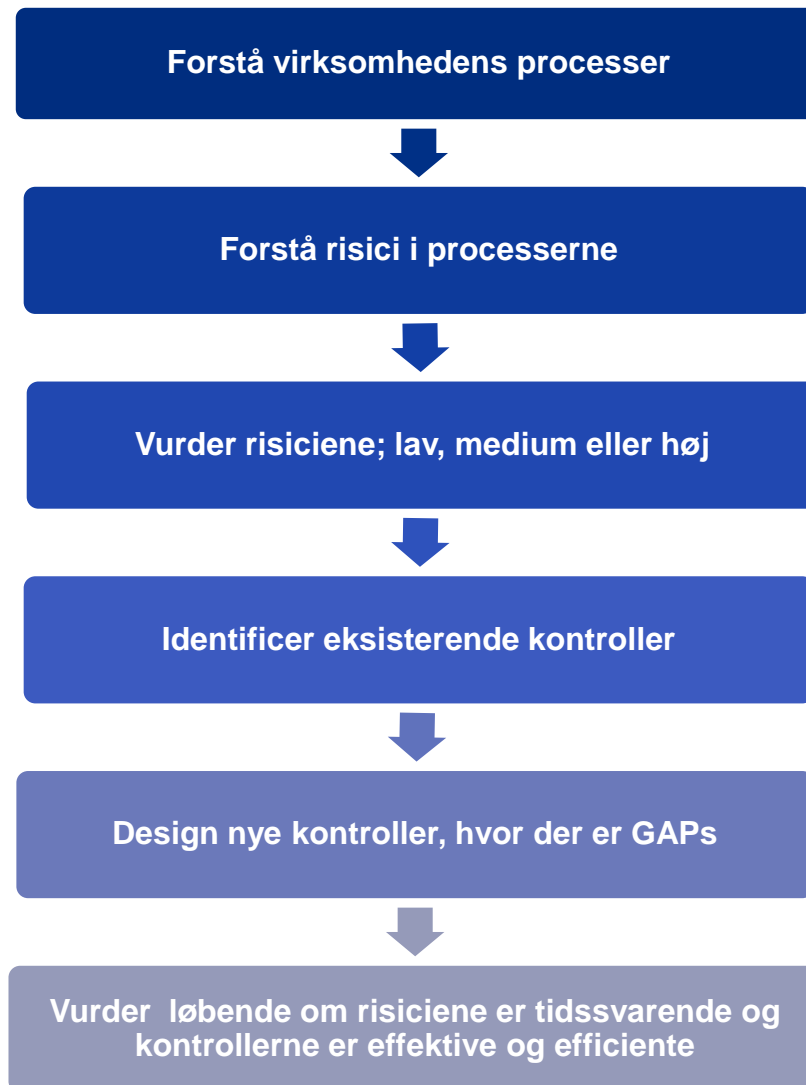 Forstå virksomhedens processer
Forstå risici i processerne
Vurder risiciene; lav, medium eller høj
Identificer eksisterende kontroller
Design nye kontroller, hvor der er GAPs
Vurder løbende om risiciene er tidssvarende og
kontrollerne er effektive og efficiente